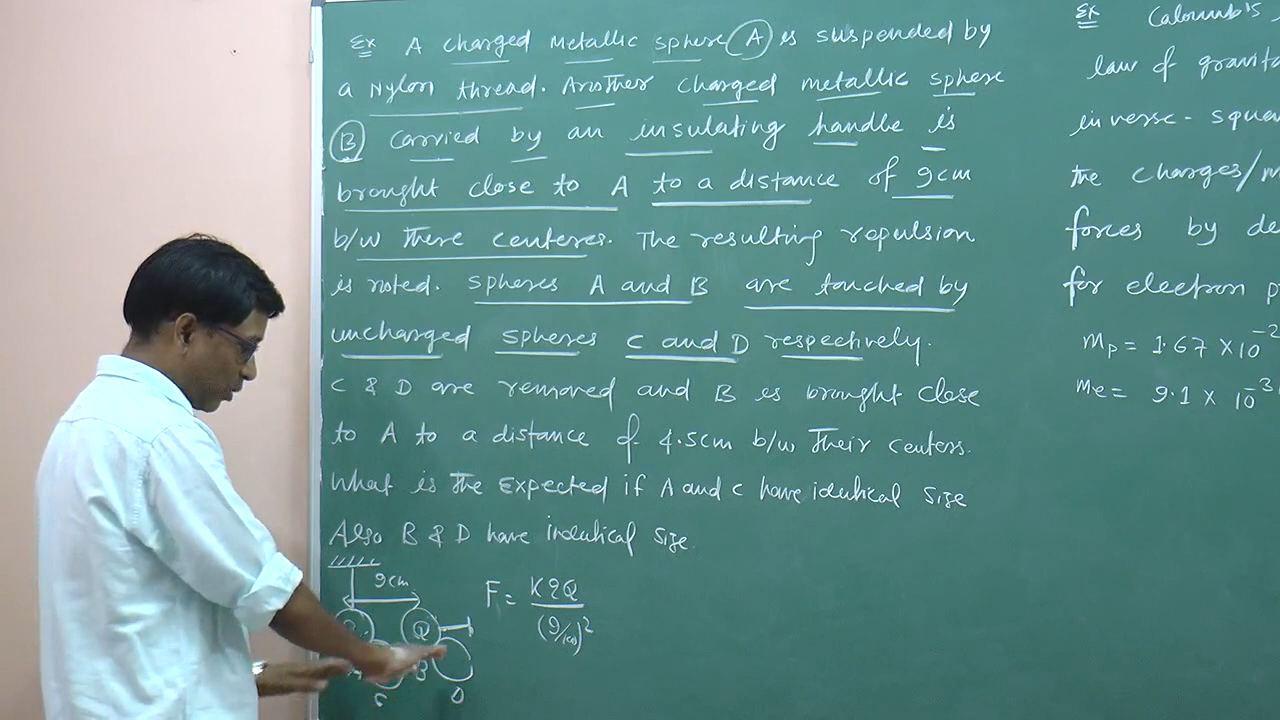 Ex A charged metallic sphere A is suspended by
a Nylon thread. Another charged metallic sphere
B carried by an insulating handle is
brought close to A to a distance of 9cm
b/w there centeres. The resulting repulsion
is noted. Spheres A and B are touched by
uncharged spheres C and D respectively.
C & D are removed and B is brought close
to A to a distance of 4.5cm b/w Their centers.
What is the Expected if A and C have identical size
Also B & D have indentical size.
9cm
Q
B
C
D
F = KqQ
(9/100)²
Ex Caloumb's
law of gravita
inverse-squa
the charges/m
forces by de
for electron p
Mp = 1.67 × 10⁻²
Me = 9.1 × 10⁻³